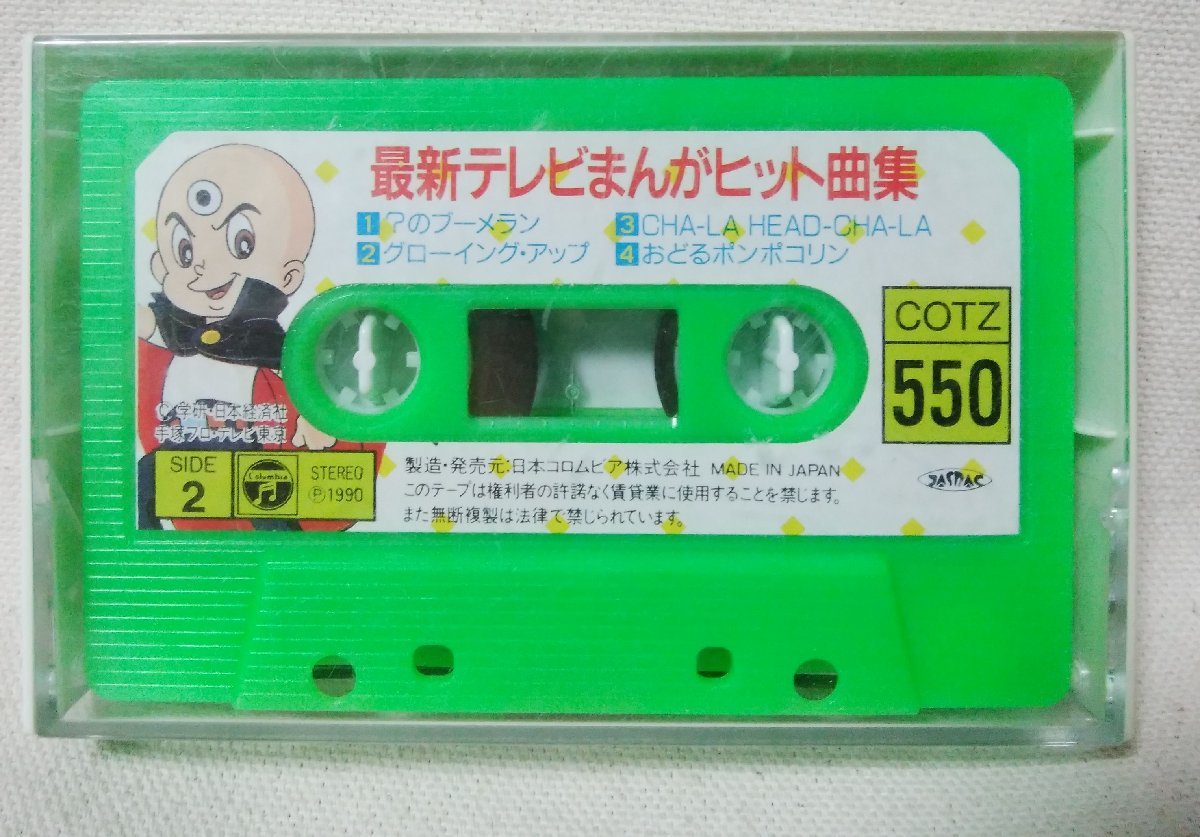 最新テレビまんがヒット曲集
1 ?のブーメラン
2 グローイング・アップ
3 CHA-LA HEAD-CHA-LA
4 おどるポンポコリン
COTZ
550
© 学研・日本経済社
手塚プロ・テレビ東京
SIDE
2
Columbia
STEREO
Ⓟ1990
製造・発売元:日本コロムビア株式会社 MADE IN JAPAN
このテープは権利者の許諾なく賃貸業に使用することを禁じます。
また無断複製は法律で禁じられています。
JASRAC